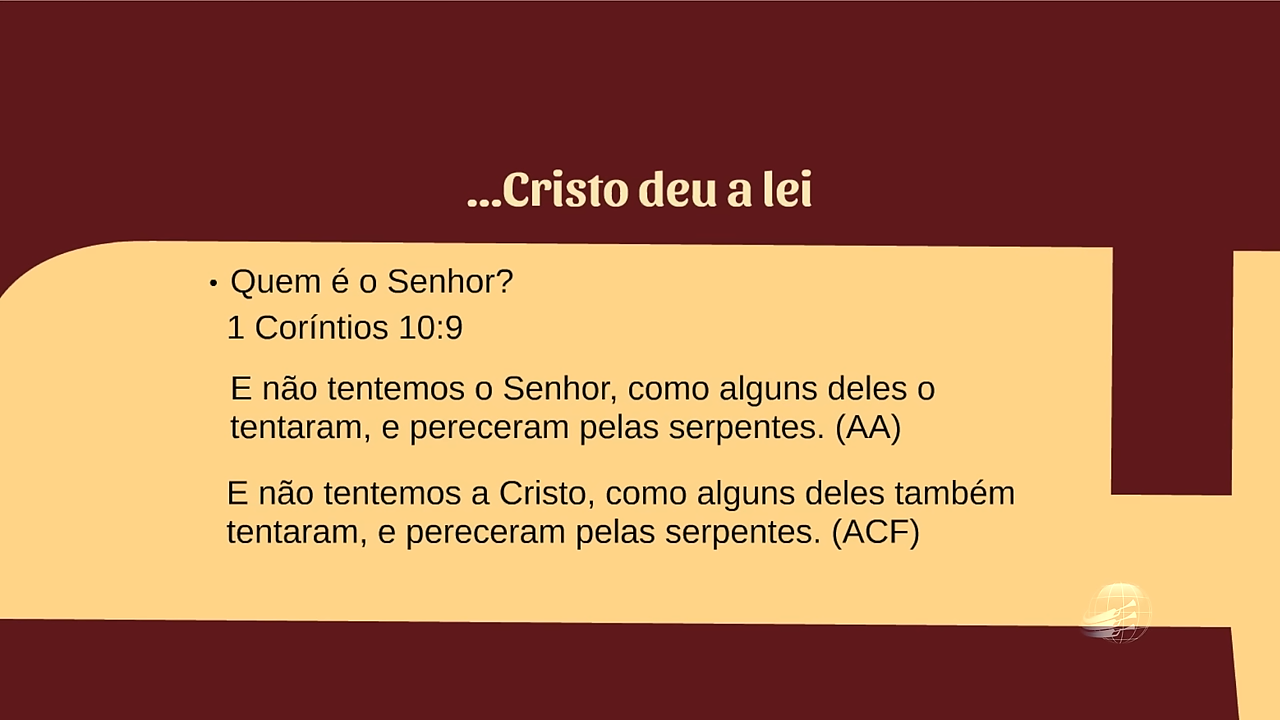 ...Cristo deu a lei
• Quem é o Senhor?
1 Coríntios 10:9
E não tentemos o Senhor, como alguns deles o
tentaram, e pereceram pelas serpentes. (AA)
E não tentemos a Cristo, como alguns deles também
tentaram, e pereceram pelas serpentes. (ACF)